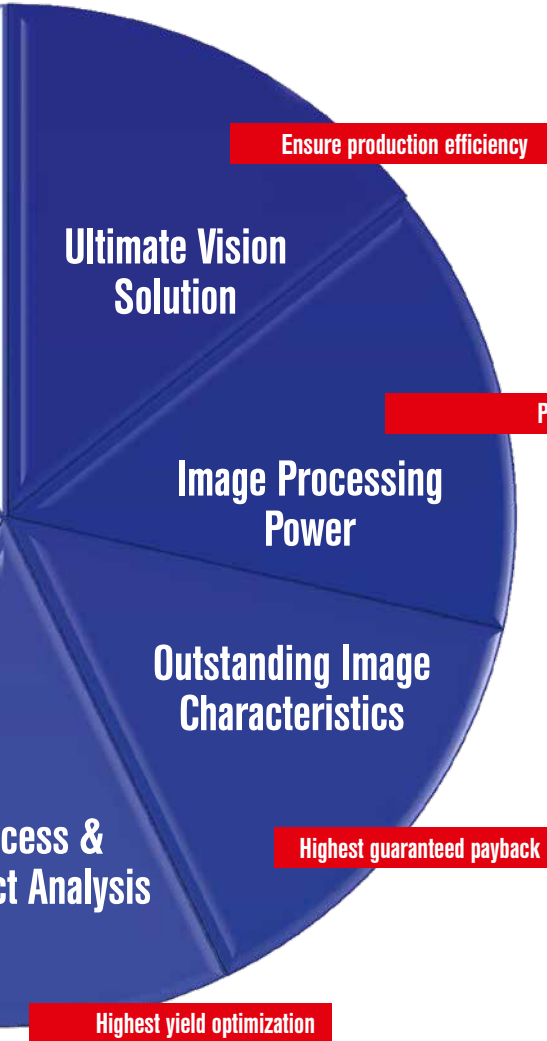 Ensure production efficiency
Ultimate Vision
Solution
P
Image Processing
Power
Outstanding Image
Characteristics
cess &
ct Analysis
Highest guaranteed payback
Highest yield optimization